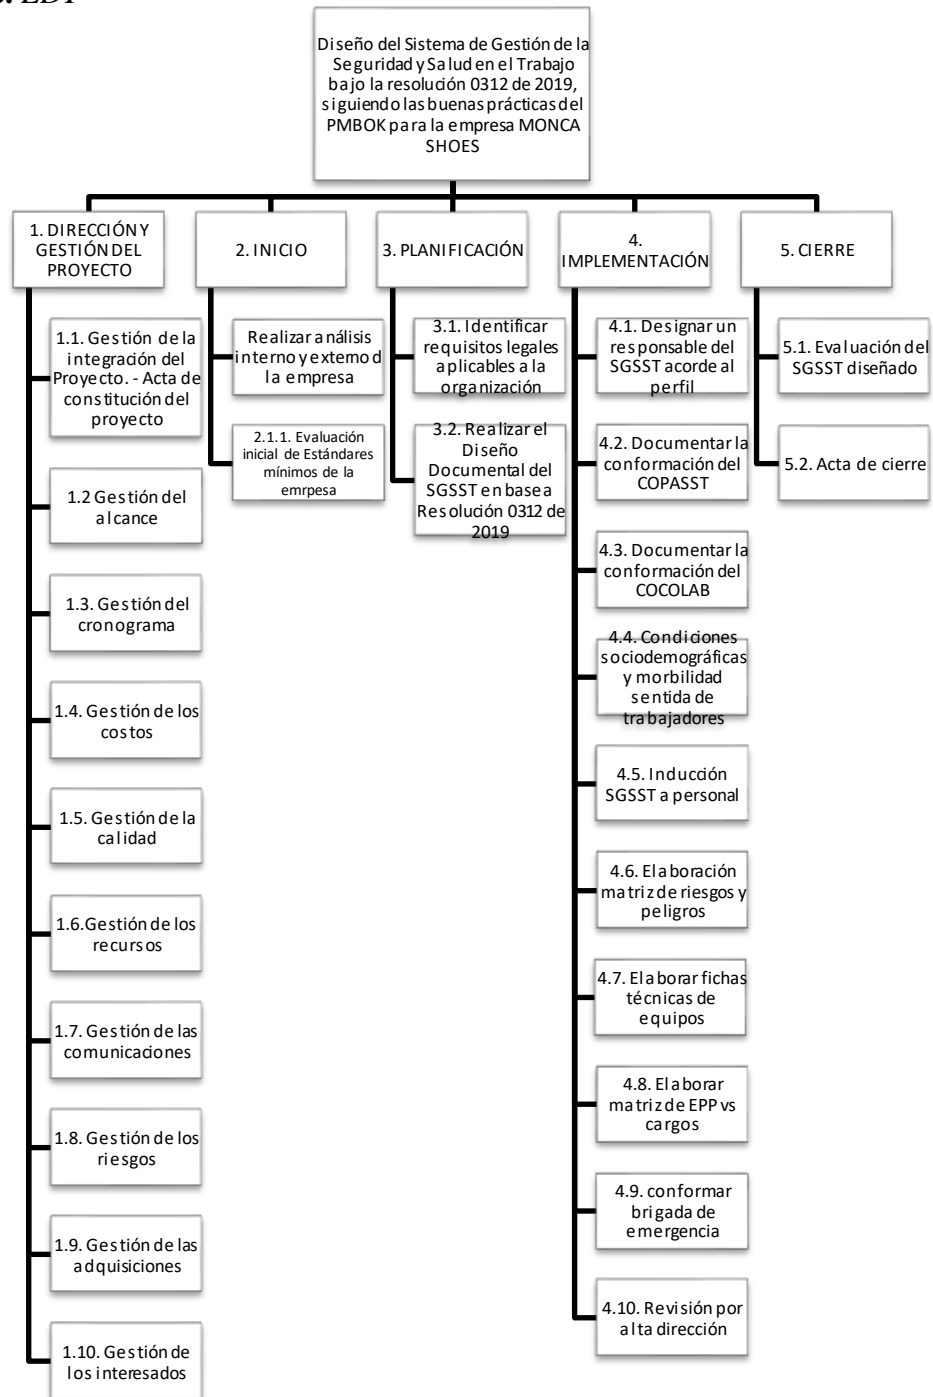 Diseño del Sistema de Gestión de la
Seguridad y Salud en el Trabajo
bajo la resolución 0312 de 2019,
siguiendo las buenas prácticas del
PMBOK para la empresa MONCA
SHOES
1. DIRECCIÓN Y
GESTIÓN DEL
PROYECTO
1.1. Gestión de la
integración del
Proyecto. - Acta de
constitución del
proyecto
1.2 Gestión del
alcance
1.3. Gestión del
cronograma
1.4. Gestión de los
costos
1.5. Gestión de la
calidad
1.6.Gestión de los
recursos
1.7. Gestión de las
comunicaciones
1.8. Gestión de los
riesgos
1.9. Gestión de las
adquisiciones
1.10. Gestión de
los interesados
2. INICIO
Realizar análisis
interno y externo d
la empresa
2.1.1. Evaluación
inicial de Estándares
mínimos de la
emrpesa
3. PLANIFICACIÓN
3.1. Identificar
requisitos legales
aplicables a la
organización
3.2. Realizar el
Diseño
Documental del
SGSST en base a
Resolución 0312 de
2019
4.
IMPLEMENTACIÓN
4.1. Designar un
responsable del
SGSST acorde al
perfil
4.2. Documentar la
conformación del
COPASST
4.3. Documentar la
conformación del
COCOLAB
4.4. Condiciones
sociodemográficas
y morbilidad
sentida de
trabajadores
4.5. Inducción
SGSST a personal
4.6. Elaboración
matriz de riesgos y
peligros
4.7. Elaborar fichas
técnicas de
equipos
4.8. Elaborar
matriz de EPP vs
cargos
4.9. conformar
brigada de
emergencia
4.10. Revisión por
alta dirección
5. CIERRE
5.1. Evaluación del
SGSST diseñado
5.2. Acta de cierre